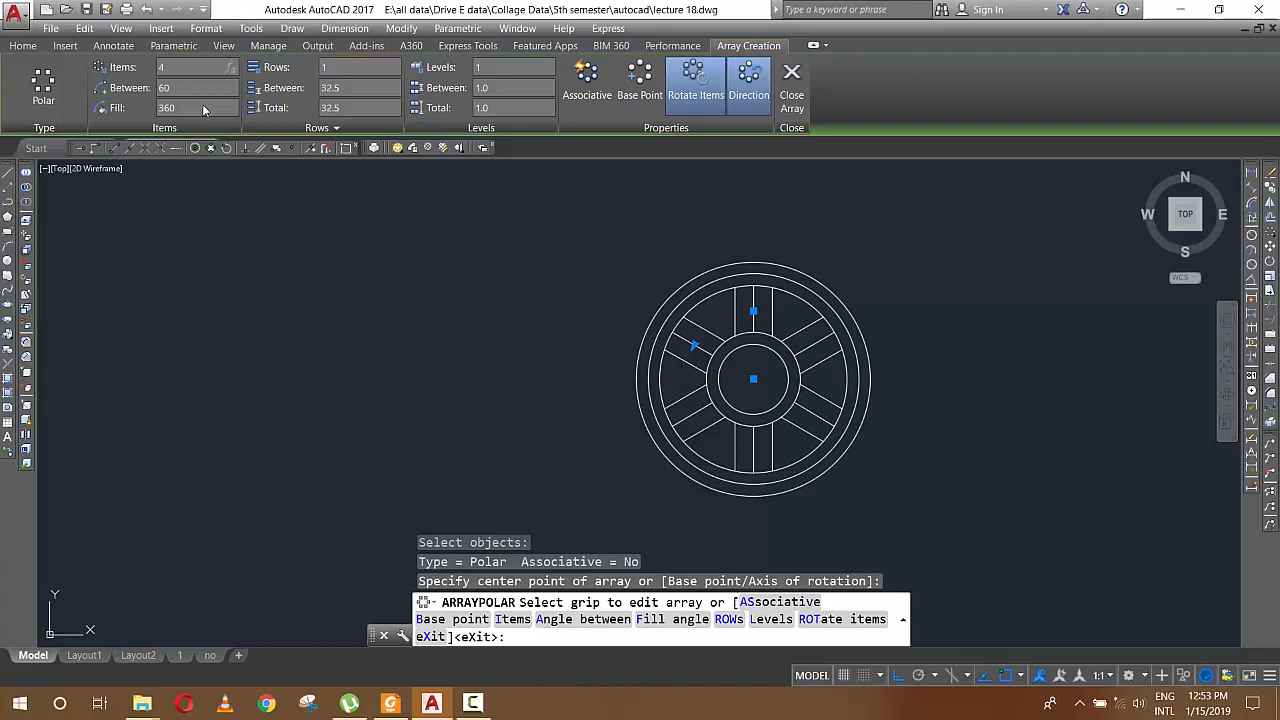 Autodesk AutoCAD 2017 E:\all data\Drive E data\Collage Data\5th semester\autocad\lecture 18.dwg
Type a keyword or phrase
Sign In
File Edit View Insert Format Tools Draw Dimension Modify Parametric Window Help Express
Home Insert Annotate Parametric View Manage Output Add-ins A360 Express Tools Featured Apps BIM 360 Performance Array Creation
Items: 4 Rows: 1 Levels: 1
Between: 60 Between: 32.5 Between: 1.0
Fill: 360 Total: 32.5 Total: 1.0
Polar Associative Base Point Rotate Items Direction Close Array
Type Items Rows Levels Properties Close
Start
[−][Top][2D Wireframe]
N
W TOP E
S
WCS
Select objects:
Type = Polar Associative = No
Specify center point of array or [Base point/Axis of rotation]:
ARRAYPOLAR Select grip to edit array or [ASsociative
Base point Items Angle between Fill angle ROWs Levels ROTate items
eXit]<eXit>:
Y
X
Model Layout1 Layout2 1 no +
MODEL 1:1
ENG 12:53 PM
INTL 1/15/2019